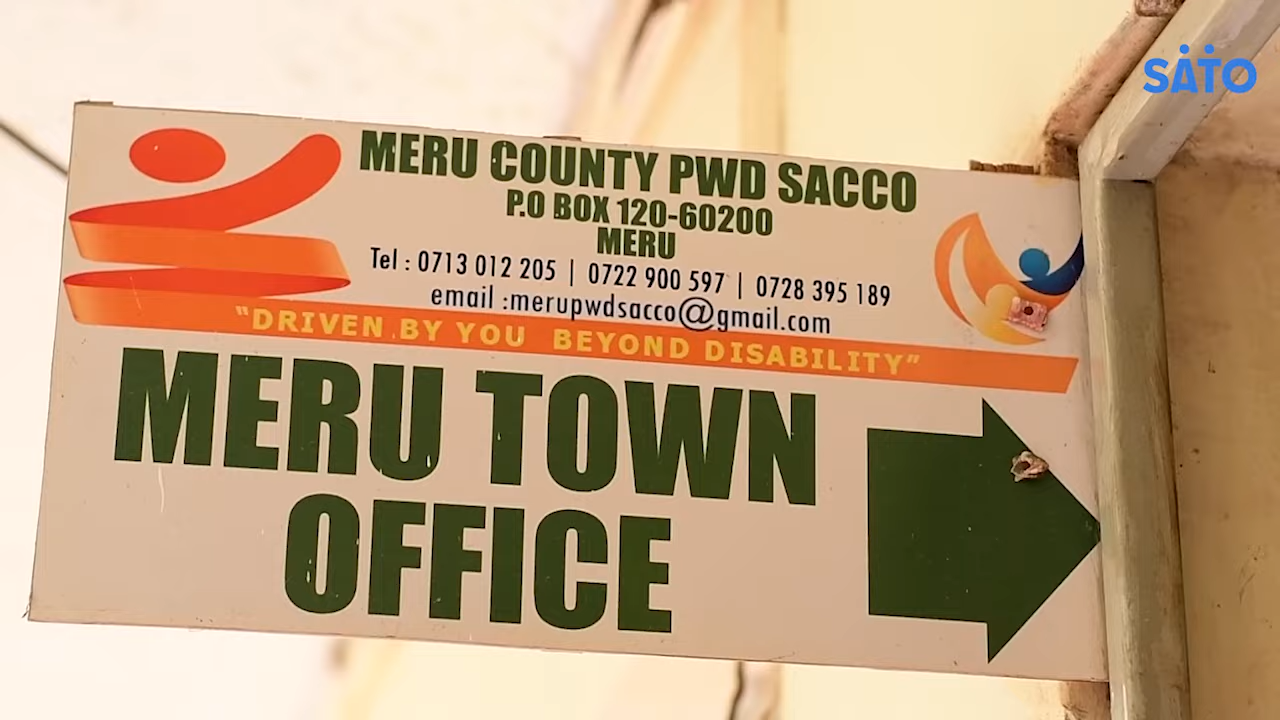 SATO
MERU COUNTY PWD SACCO
P.O BOX 120-60200
MERU
Tel : 0713 012 205 | 0722 900 597 | 0728 395 189
email :merupwdsacco@gmail.com
"DRIVEN BY YOU BEYOND DISABILITY"
MERU TOWN
OFFICE